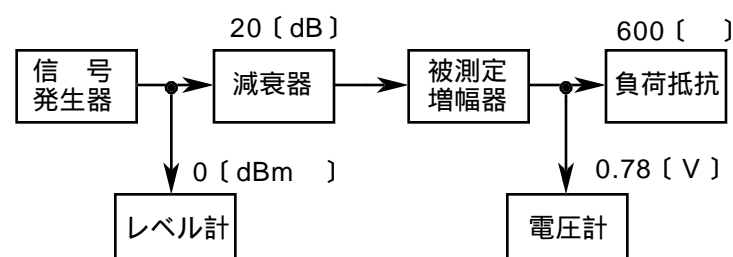 20〔dB〕
600〔 〕
信 号
発生器
減衰器
被測定
増幅器
負荷抵抗
0〔dBm 〕
0.78〔V〕
レベル計
電圧計